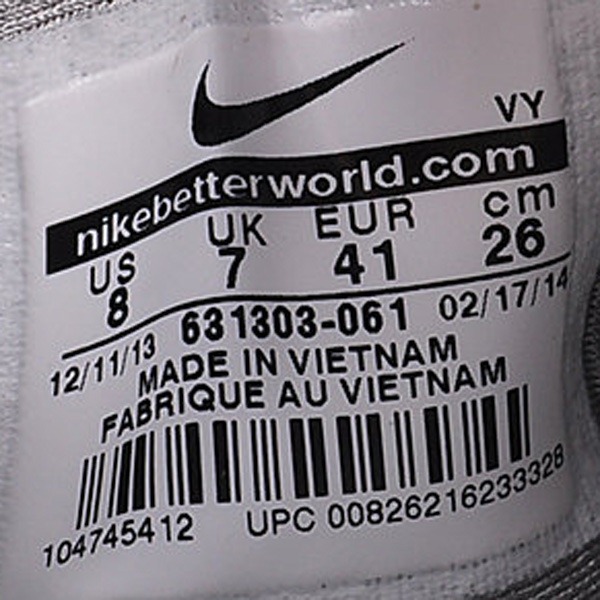 VY
nikebetterworld.com
US UK EUR cm
8 7 41 26
12/11/13 631303-061 02/17/14
MADE IN VIETNAM
FABRIQUE AU VIETNAM
104745412 UPC 00826216233328